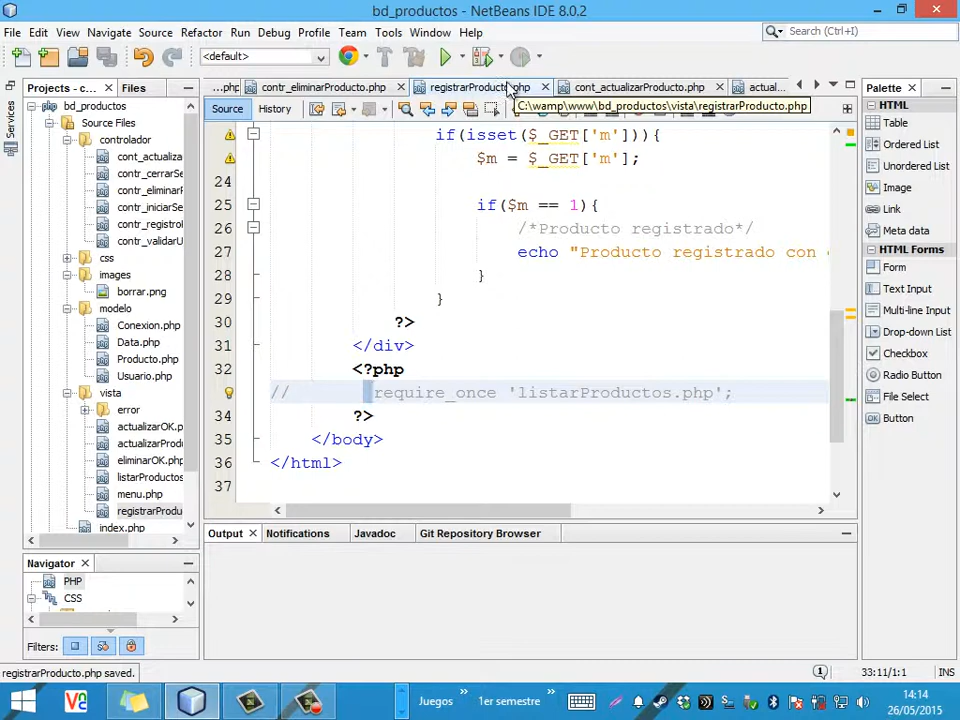 bd_productos - NetBeans IDE 8.0.2
File Edit View Navigate Source Refactor Run Debug Profile Team Tools Window Help
Search (Ctrl+I)
<default>
Projects Files
...php contr_eliminarProducto.php registrarProducto.php cont_actualizarProducto.php actual...
Palette
C:\wamp\www\bd_productos\vista\registrarProducto.php
Source History
Services
bd_productos
Source Files
controlador
cont_actualiza
contr_cerrarSe
contr_eliminarF
contr_iniciarSe
contr_registro
contr_validarU
css
images
borrar.png
modelo
Conexion.php
Data.php
Producto.php
Usuario.php
vista
error
actualizarOK.p
actualizarProdu
eliminarOK.php
listarProductos
menu.php
registrarProdu
index.php
if(isset($_GET['m'])){
$m = $_GET['m'];
24
25 if($m == 1){
26 /*Producto registrado*/
27 echo "Producto registrado con
28 }
29 }
30 ?>
31 </div>
32 <?php
// require_once 'listarProductos.php';
34 ?>
35 </body>
36 </html>
37
HTML
Table
Ordered List
Unordered List
Image
Link
Meta data
HTML Forms
Form
Text Input
Multi-line Input
Drop-down List
Checkbox
Radio Button
File Select
Button
Output Notifications Javadoc Git Repository Browser
Navigator
PHP
CSS
Filters:
registrarProducto.php saved.
33:11/1:1 INS
Juegos » 1er semestre »
14:14
26/05/2015